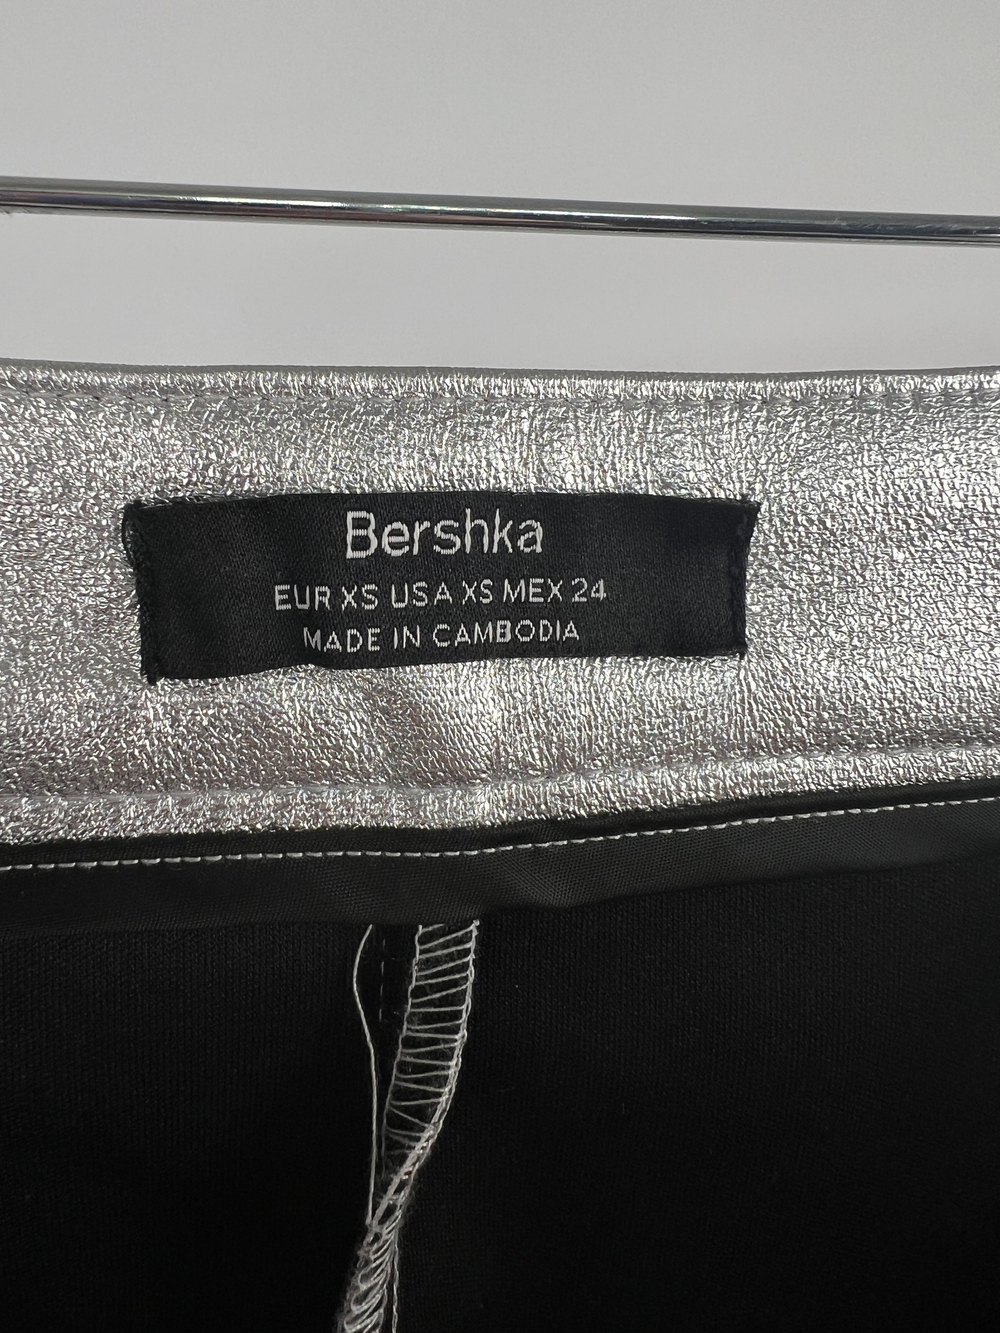 Bershka
EUR XS USA XS MEX 24
MADE IN CAMBODIA